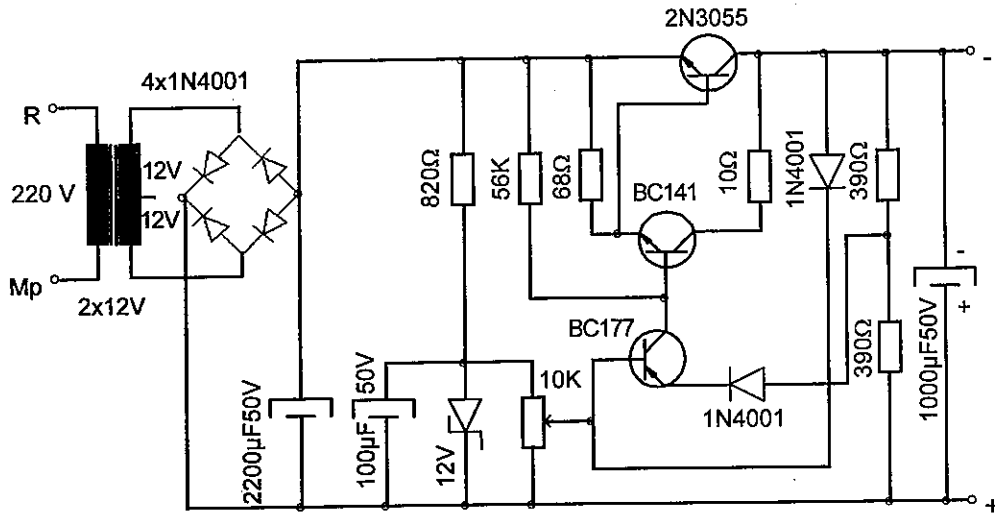 2N3055
-
4x1N4001
R
12V
220 V
12V
Mp
2x12V
820Ω
56K
68Ω
BC141
10Ω
1N4001
390Ω
-
+
1000µF50V
BC177
390Ω
10K
1N4001
2200µF50V
100µF 50V
12V
+